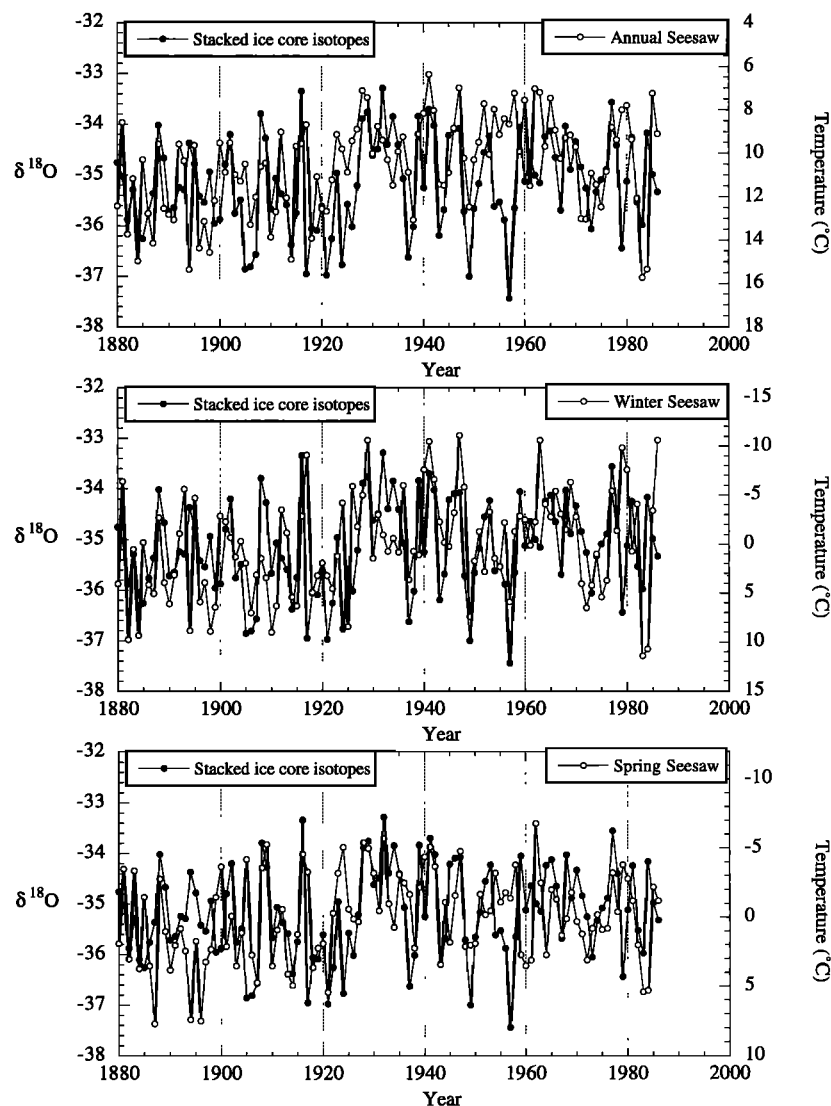 -32
-33
-34
-35
-36
-37
-38
δ 18O
Stacked ice core isotopes
Annual Seesaw
4
6
8
10
12
14
16
18
Temperature (°C)
1880 1900 1920 1940 1960 1980 2000
Year
-32
-33
-34
-35
-36
-37
-38
δ 18O
Stacked ice core isotopes
Winter Seesaw
-15
-10
-5
0
5
10
15
Temperature (°C)
1880 1900 1920 1940 1960 1980 2000
Year
-32
-33
-34
-35
-36
-37
-38
δ 18O
Stacked ice core isotopes
Spring Seesaw
-10
-5
0
5
10
Temperature (°C)
1880 1900 1920 1940 1960 1980 2000
Year